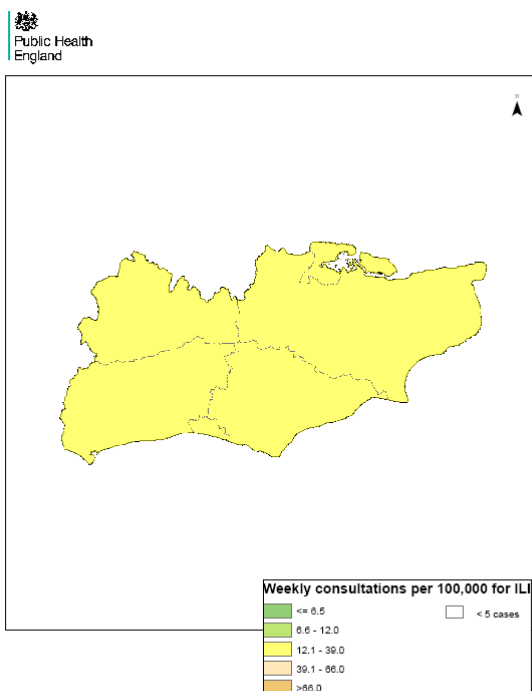 Public Health
England
N
Weekly consultations per 100,000 for ILI
<= 6.5
< 5 cases
6.6 - 12.0
12.1 - 39.0
39.1 - 66.0
>66.0